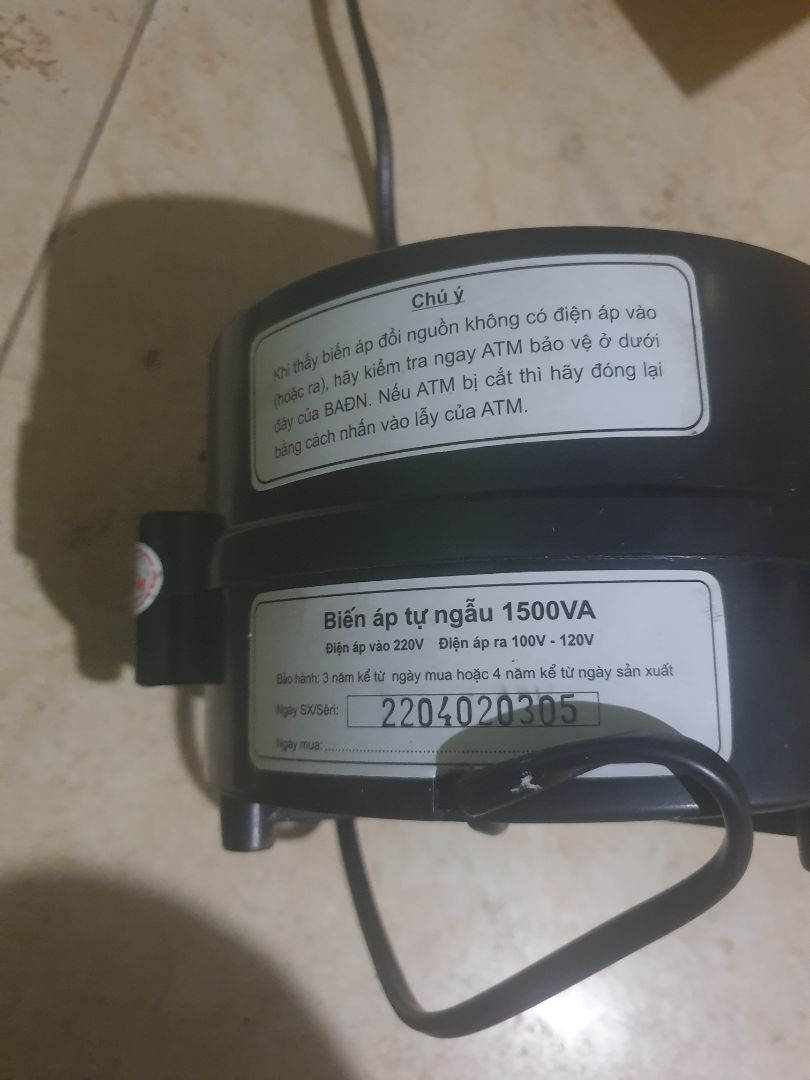 Chú ý
Khi thấy biến áp đổi nguồn không có điện áp vào
(hoặc ra), hãy kiểm tra ngay ATM bảo vệ ở dưới
đáy của BAĐN. Nếu ATM bị cắt thì hãy đóng lại
bằng cách nhấn vào lẫy của ATM.
Biến áp tự ngẫu 1500VA
Điện áp vào 220V Điện áp ra 100V - 120V
Bảo hành: 3 năm kể từ ngày mua hoặc 4 năm kể từ ngày sản xuất
Ngày SX/Sêri: 2204020305
Ngày mua: